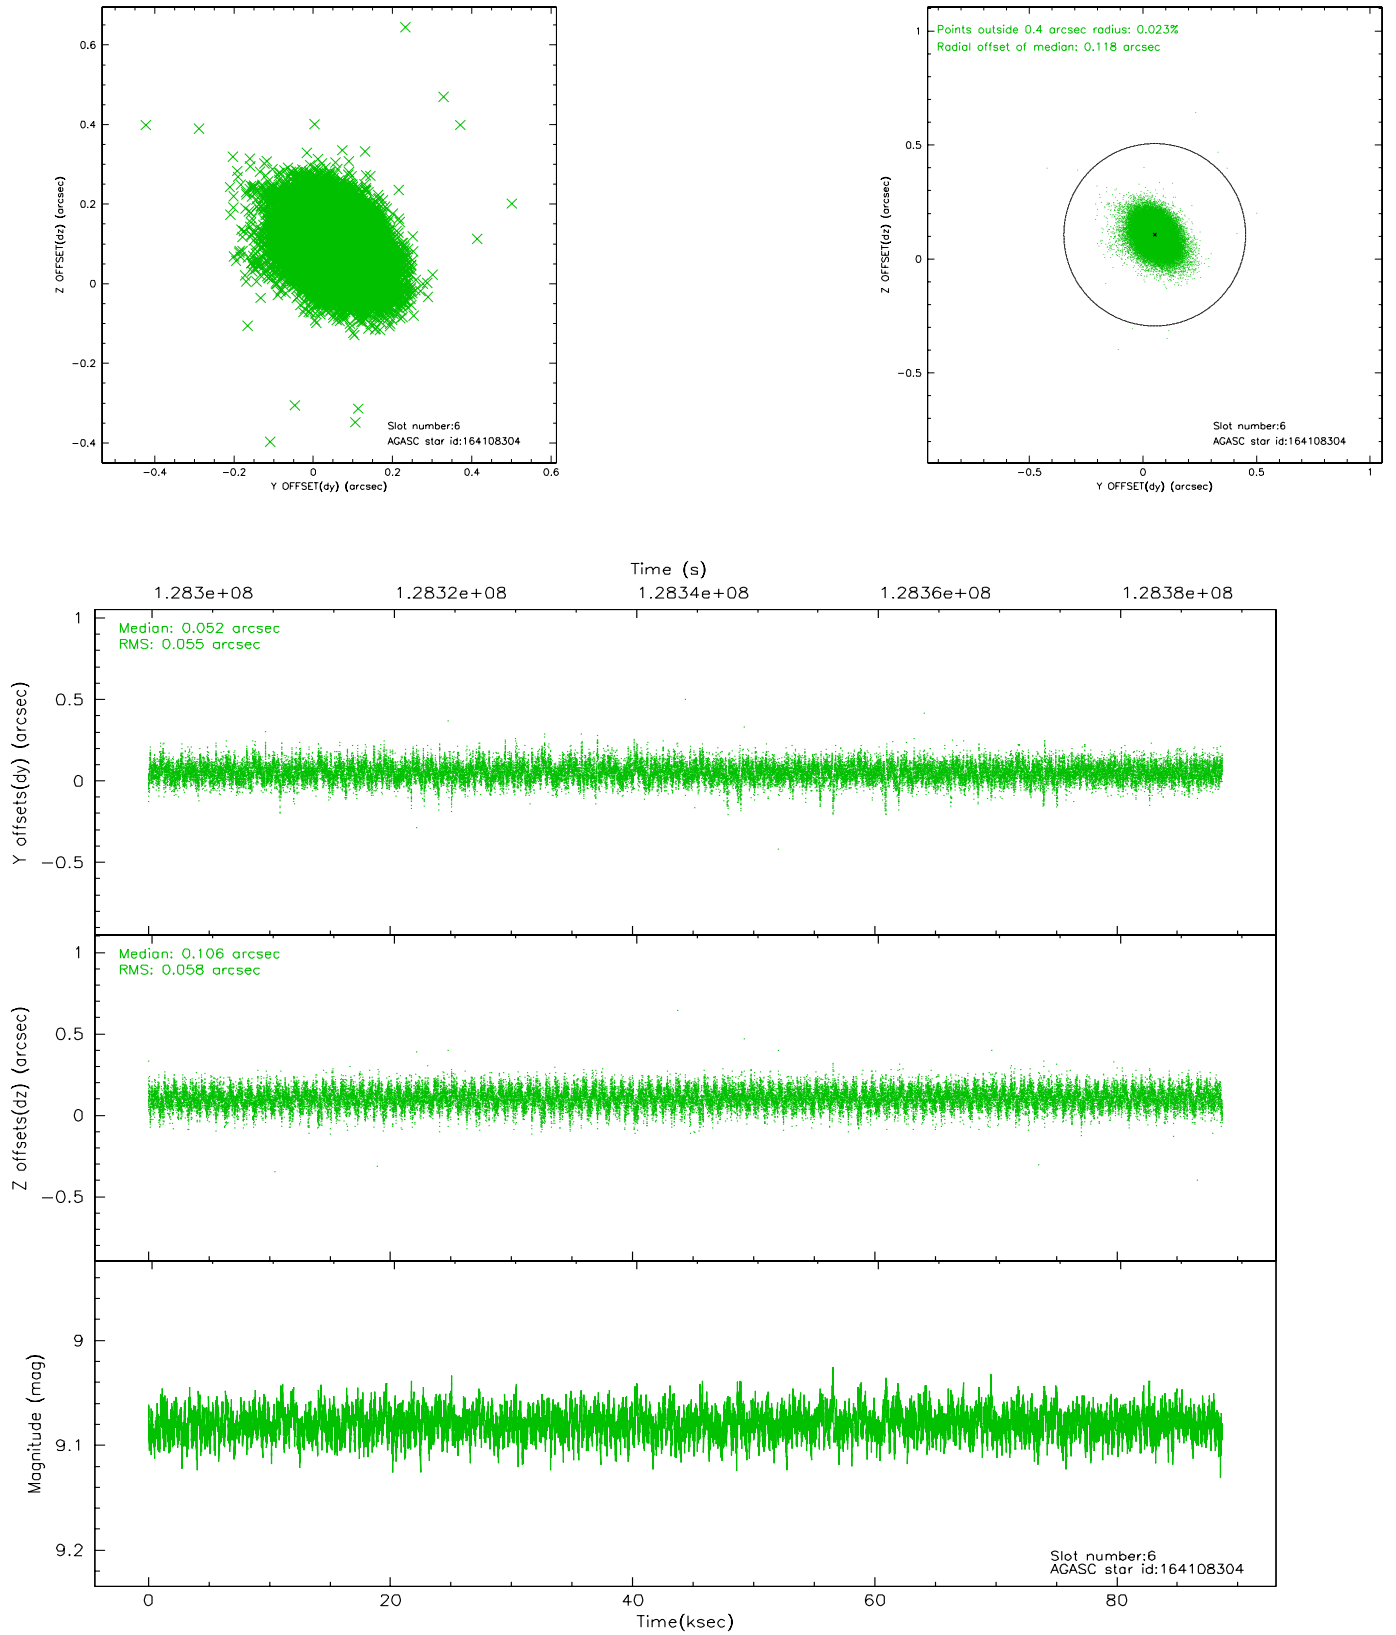 0.6
0.4
0.2
0
−0.2
−0.4
Z OFFSET(dz) (arcsec)
Slot number:6
AGASC star id:164108304
−0.4 −0.2 0 0.2 0.4 0.6
Y OFFSET(dy) (arcsec)
Points outside 0.4 arcsec radius: 0.023%
Radial offset of median: 0.118 arcsec
1
0.5
0
−0.5
Z OFFSET(dz) (arcsec)
Slot number:6
AGASC star id:164108304
−0.5 0 0.5 1
Y OFFSET(dy) (arcsec)
Time (s)
1.283e+08 1.2832e+08 1.2834e+08 1.2836e+08 1.2838e+08
Median: 0.052 arcsec
RMS: 0.055 arcsec
1
0.5
0
−0.5
Y offsets(dy) (arcsec)
Median: 0.106 arcsec
RMS: 0.058 arcsec
1
0.5
0
−0.5
Z offsets(dz) (arcsec)
9
9.1
9.2
Magnitude (mag)
Slot number:6
AGASC star id:164108304
0 20 40 60 80
Time(ksec)